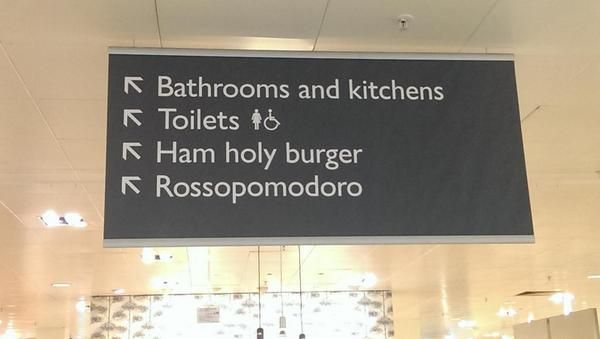 Bathrooms and kitchens
Toilets
Ham holy burger
Rossopomodoro